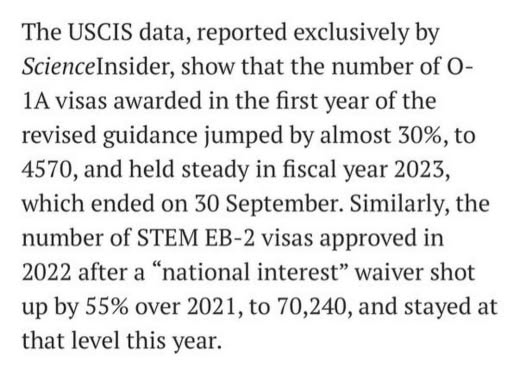 The USCIS data, reported exclusively by
ScienceInsider, show that the number of O-
1A visas awarded in the first year of the
revised guidance jumped by almost 30%, to
4570, and held steady in fiscal year 2023,
which ended on 30 September. Similarly, the
number of STEM EB-2 visas approved in
2022 after a “national interest” waiver shot
up by 55% over 2021, to 70,240, and stayed at
that level this year.